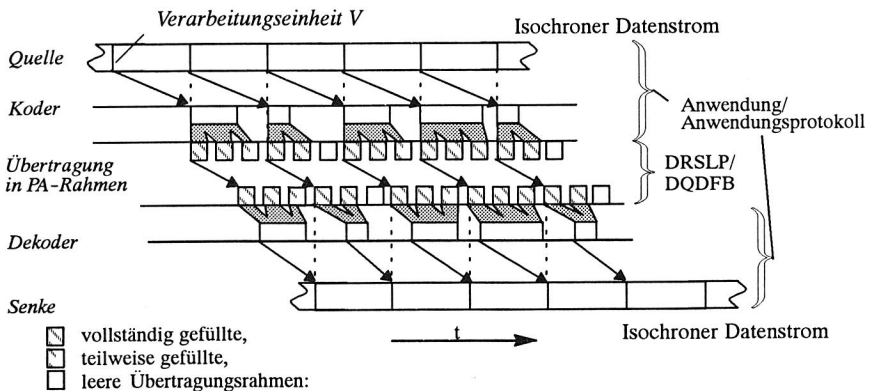 Verarbeitungseinheit V
Isochroner Datenstrom
Quelle
Koder
Anwendung/
Anwendungsprotokoll
Übertragung
in PA-Rahmen
DRSLP/
DQDFB
Dekoder
Senke
t
Isochroner Datenstrom
vollständig gefüllte,
teilweise gefüllte,
leere Übertragungsrahmen: